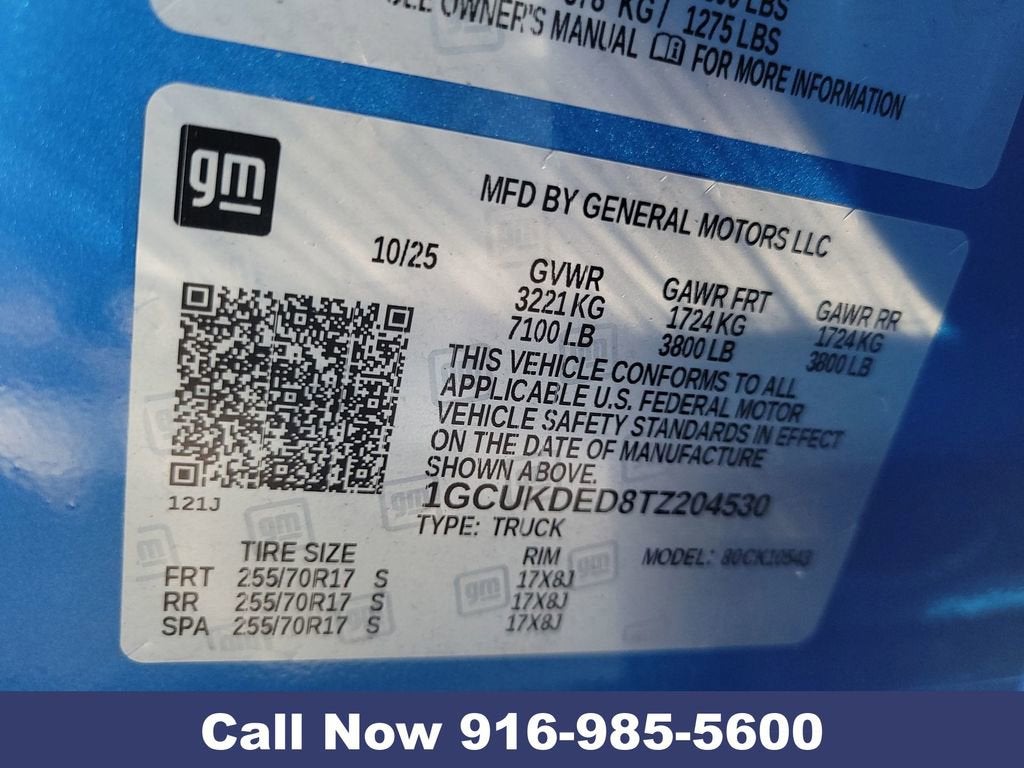 LBS
KG / 1275 LBS
OWNER'S MANUAL FOR MORE INFORMATION
gm
MFD BY GENERAL MOTORS LLC
10/25
GVWR GAWR FRT GAWR RR
3221 KG 1724 KG 1724 KG
7100 LB 3800 LB 3800 LB
THIS VEHICLE CONFORMS TO ALL
APPLICABLE U.S. FEDERAL MOTOR
VEHICLE SAFETY STANDARDS IN EFFECT
ON THE DATE OF MANUFACTURE
SHOWN ABOVE.
121J
1GCUKDED8TZ204530
TYPE: TRUCK
TIRE SIZE RIM MODEL: 80CK10543
FRT 255/70R17 S 17X8J
RR 255/70R17 S 17X8J
SPA 255/70R17 S 17X8J
Call Now 916-985-5600